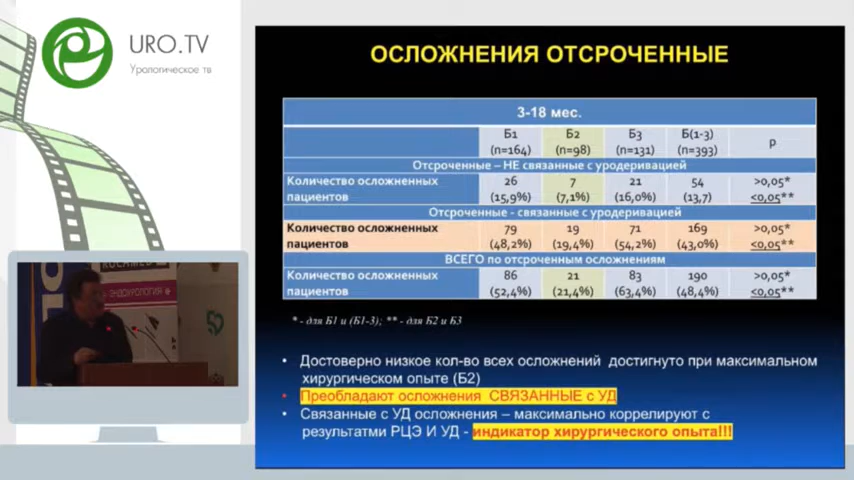 URO.TV
Урологическое тв
ОСЛОЖНЕНИЯ ОТСРОЧЕННЫЕ
3-18 мес.
Б1 Б2 Б3 Б(1-3) p
(n=164) (n=98) (n=131) (n=393)
Отсроченные – НЕ связанные с уродеривацией
Количество осложненных 26 7 21 54 >0,05*
пациентов (15,9%) (7,1%) (16,0%) (13,7) <0,05**
Отсроченные - связанные с уродеривацией
Количество осложненных 79 19 71 169 >0,05*
пациентов (48,2%) (19,4%) (54,2%) (43,0%) <0,05**
ВСЕГО по отсроченным осложнениям
Количество осложненных 86 21 83 190 >0,05*
пациентов (52,4%) (21,4%) (63,4%) (48,4%) <0,05**
* - для Б1 и (Б1-3); ** - для Б2 и Б3
• Достоверно низкое кол-во всех осложнений достигнуто при максимальном
хирургическом опыте (Б2)
• Преобладают осложнения СВЯЗАННЫЕ с УД
• Связанные с УД осложнения – максимально коррелируют с
результатми РЦЭ И УД - индикатор хирургического опыта!!!
ЭНДОУРОЛОГИЯ